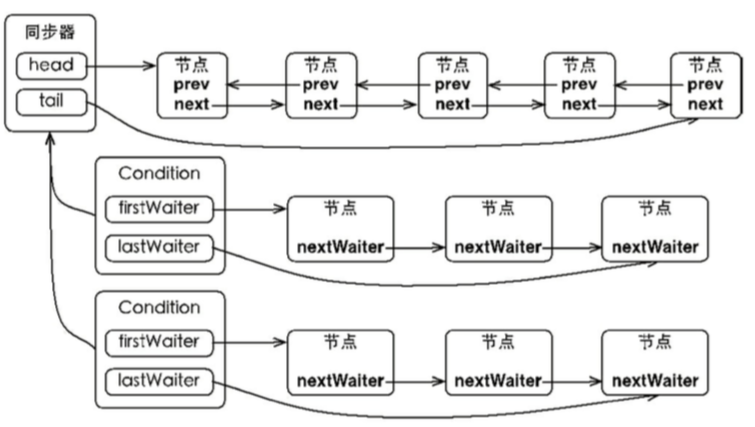 同步器
head
tail
节点 节点 节点 节点 节点
prev prev prev prev prev
next next next next next
Condition
firstWaiter
lastWaiter
节点 节点 节点
nextWaiter nextWaiter nextWaiter
Condition
firstWaiter
lastWaiter
节点 节点 节点
nextWaiter nextWaiter nextWaiter